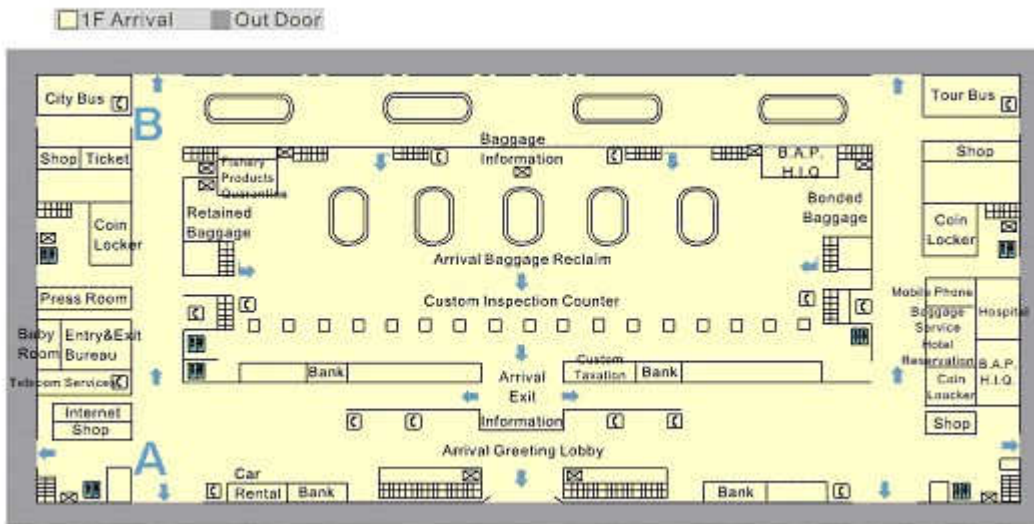 1F Arrival
Out Door
City Bus
B
Tour Bus
Baggage
Information
Shop
Ticket
Fishery
Products
Quarantine
B.A.P.
H.I.Q
Shop
Retained
Baggage
Bonded
Baggage
Coin
Locker
Coin
Locker
Arrival Baggage Reclaim
Press Room
Custom Inspection Counter
Mobile Phone
Baggage
Service
Hotel
Reservation
Hospital
Baby
Room
Entry&Exit
Bureau
Telecom Service
Bank
Custom
Taxation
Bank
B.A.P.
H.I.Q
Coin
Loucker
Arrival
Exit
Internet
Shop
Information
Shop
A
Arrival Greeting Lobby
Car
Rental
Bank
Bank